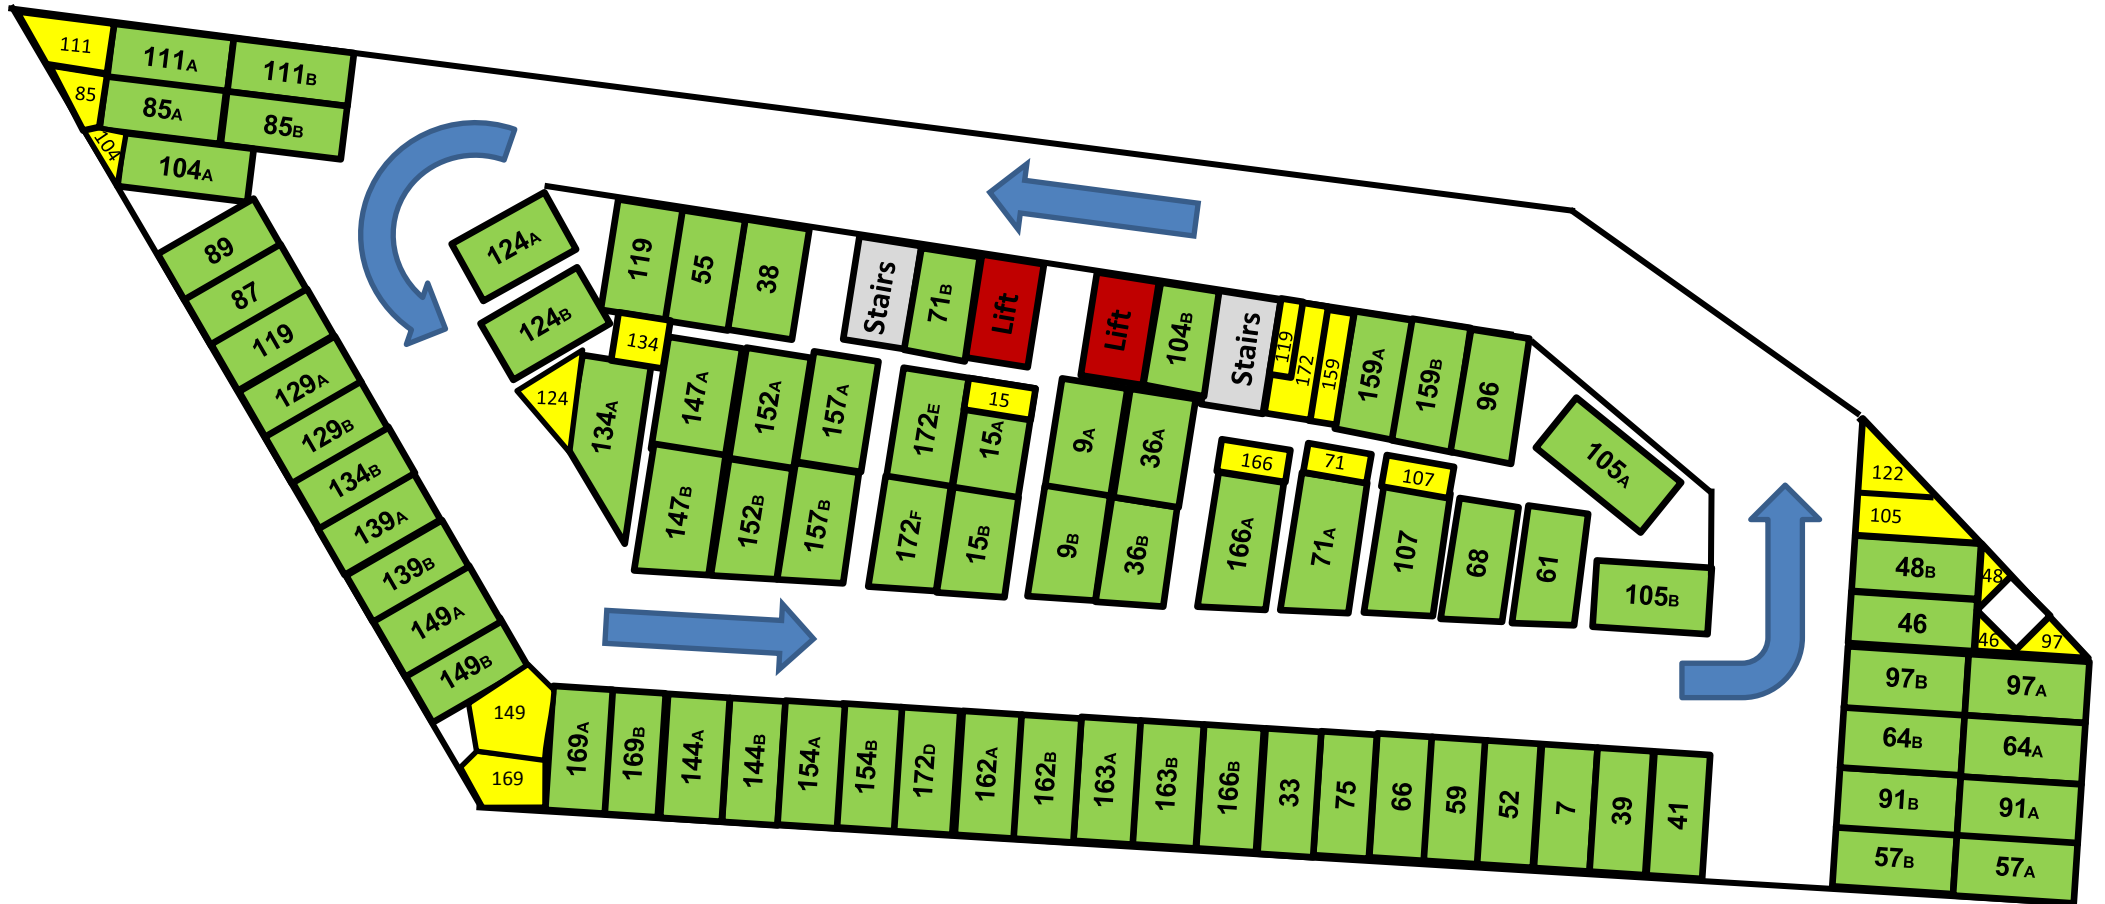 111
111A
111B
85
85A
85B
104
104A
89
87
119
129A
129B
134B
139A
139B
149A
149B
149
169
124A
124B
124
134
134A
119
55
38
Stairs
71B
Lift
Lift
104B
Stairs
119
172
159
159A
159B
96
147A
152A
157A
172E
15
15A
9A
36A
147B
152B
157B
172F
15B
9B
36B
166
166A
71
71A
107
107
68
61
105A
105B
169A
169B
144A
144B
154A
154B
172D
162A
162B
163A
163B
166B
33
75
66
59
52
7
39
41
122
105
48B
48
46
46
97
97B
97A
64B
64A
91B
91A
57B
57A